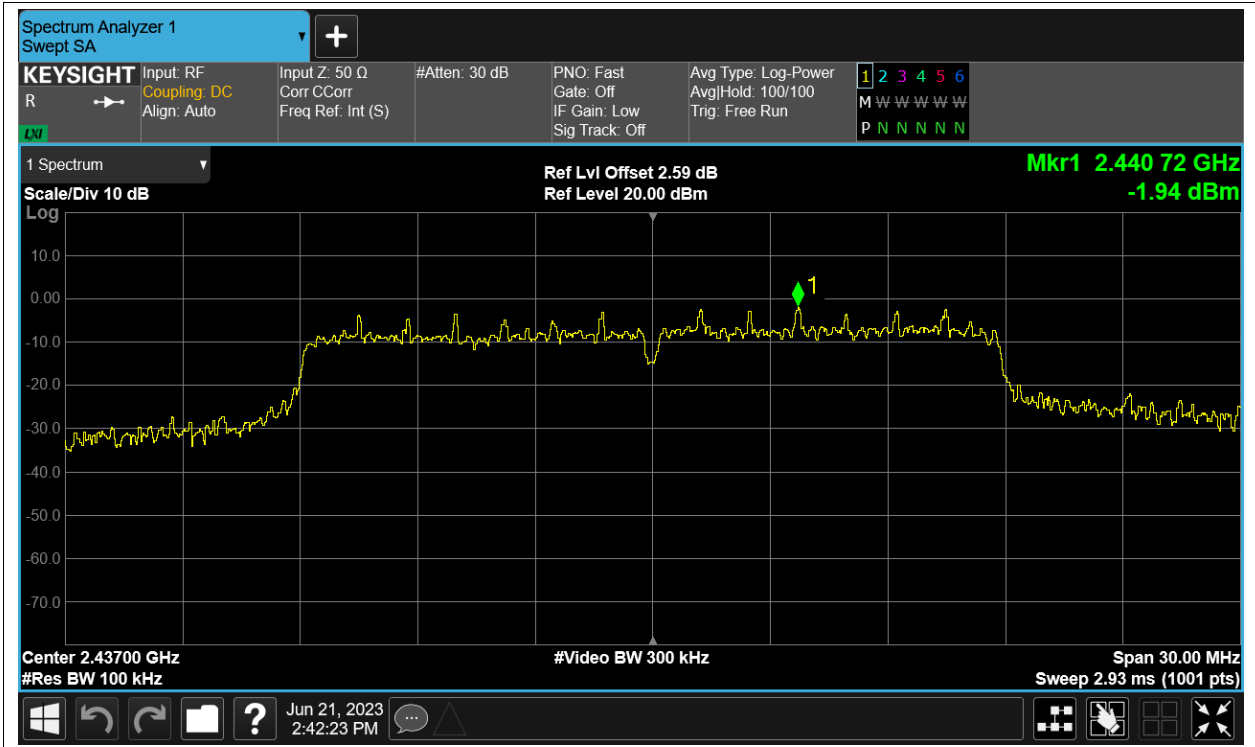 Spectrum Analyzer 1
Swept SA
KEYSIGHT
R
LXI
Input: RF
Coupling: DC
Align: Auto
Input Z: 50 Ω
Corr CCorr
Freq Ref: Int (S)
#Atten: 30 dB
PNO: Fast
Gate: Off
IF Gain: Low
Sig Track: Off
Avg Type: Log-Power
Avg|Hold: 100/100
Trig: Free Run
1 2 3 4 5 6
M W W W W W
P N N N N N
1 Spectrum
Scale/Div 10 dB
Log
Ref Lvl Offset 2.59 dB
Ref Level 20.00 dBm
Mkr1 2.440 72 GHz
-1.94 dBm
10.0
0.00
-10.0
-20.0
-30.0
-40.0
-50.0
-60.0
-70.0
1
Center 2.43700 GHz
#Res BW 100 kHz
#Video BW 300 kHz
Span 30.00 MHz
Sweep 2.93 ms (1001 pts)
?
Jun 21, 2023
2:42:23 PM